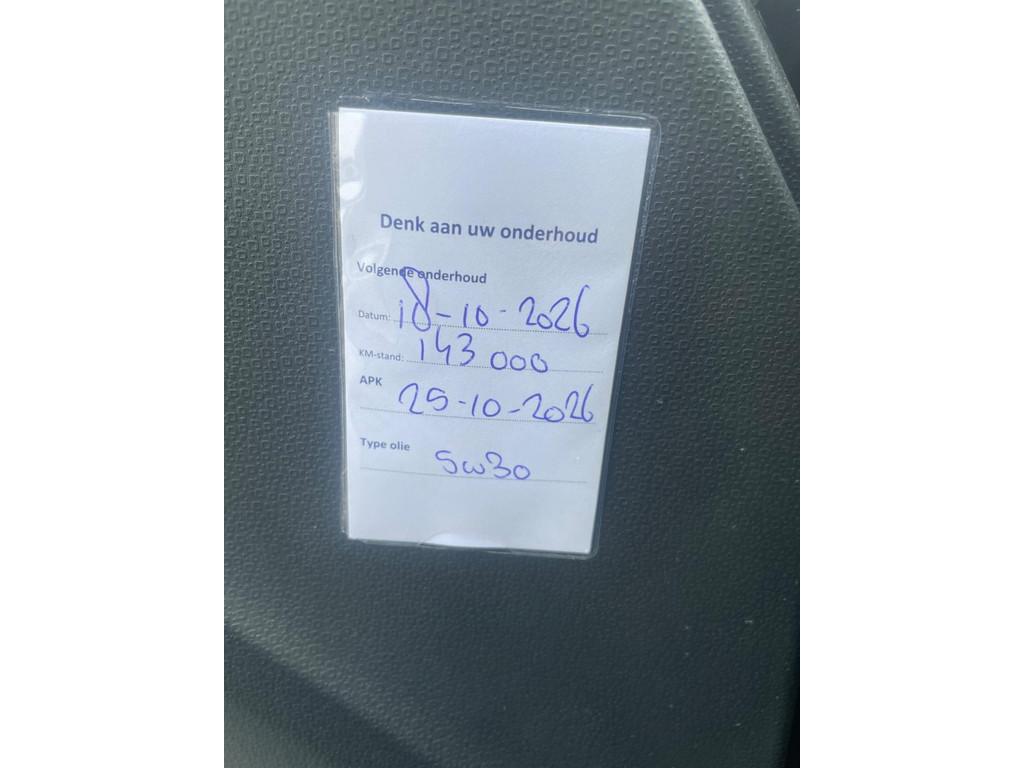 Denk aan uw onderhoud
Volgende onderhoud
Datum: 18-10-2026
KM-stand: 143 000
APK
25-10-2026
Type olie
5w30